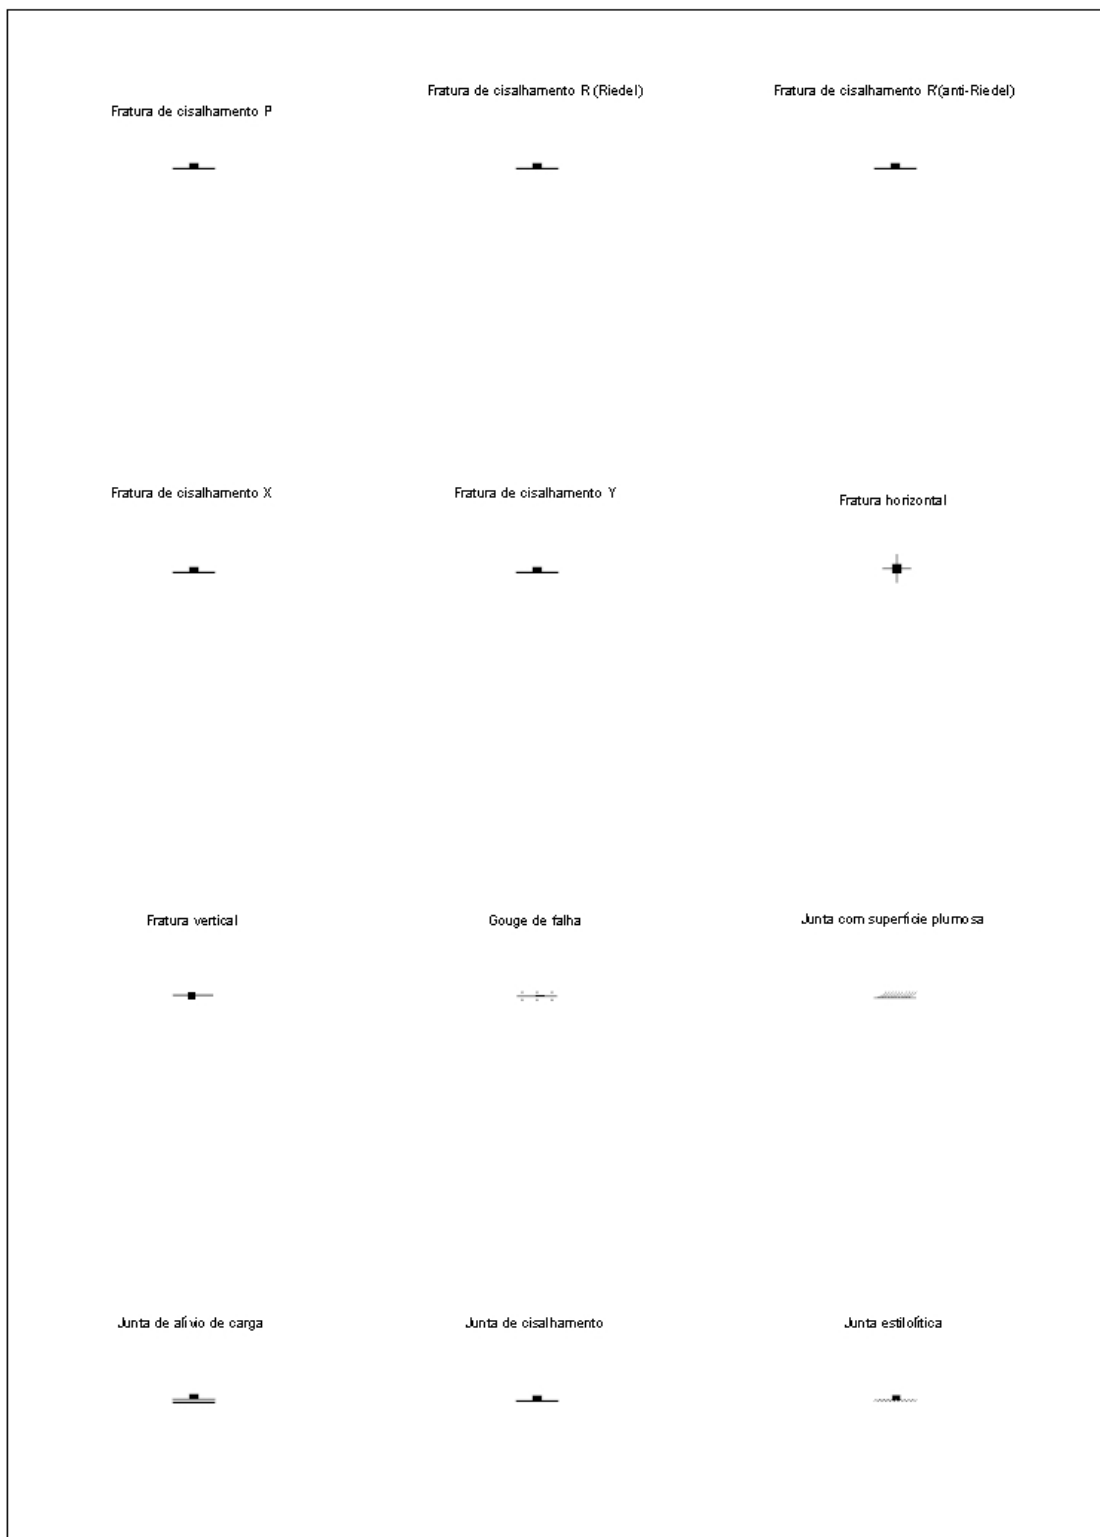 Fratura de cisalhamento P
Fratura de cisalhamento R (Riedel)
Fratura de cisalhamento R'(anti-Riedel)
Fratura de cisalhamento X
Fratura de cisalhamento Y
Fratura horizontal
Fratura vertical
Gouge de falha
Junta com superfície plumosa
Junta de alívio de carga
Junta de cisalhamento
Junta estilolítica